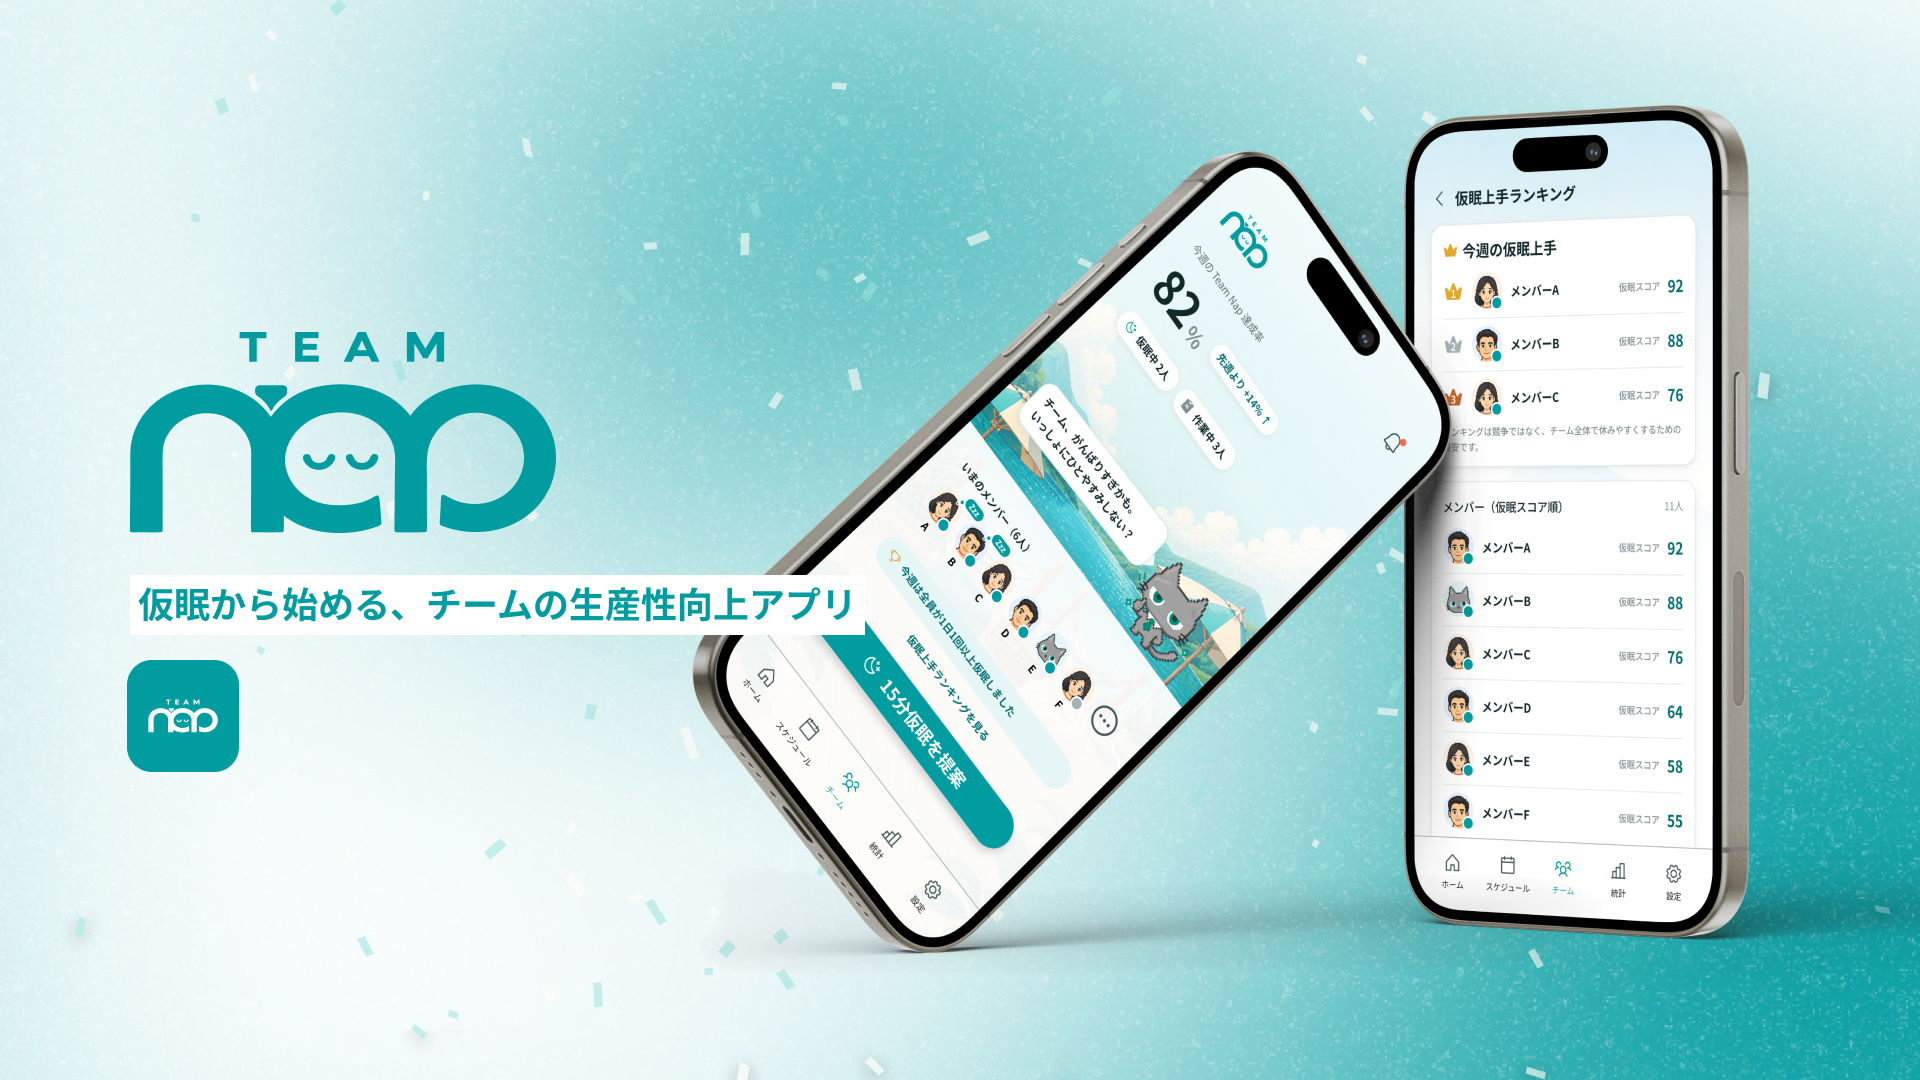 TEAM
nap
仮眠から始める、チームの生産性向上アプリ
TEAM
nap
TEAM
nap
今週の Team Nap 達成率
82%
先週より +14% ↑
仮眠中 2人
作業中 3人
チーム、がんばりすぎかも。
いっしょにひとやすみしない？
いまのメンバー（6人）
Zzz
Zzz
A
B
C
D
E
F
今週は全員が1日1回以上仮眠しました
仮眠上手ランキングを見る
15分仮眠を提案
ホーム
スケジュール
チーム
統計
設定
仮眠上手ランキング
今週の仮眠上手
1 メンバーA 仮眠スコア 92
2 メンバーB 仮眠スコア 88
3 メンバーC 仮眠スコア 76
ンキングは競争ではなく、チーム全体で休みやすくするための
安です。
メンバー（仮眠スコア順） 11人
メンバーA 仮眠スコア 92
メンバーB 仮眠スコア 88
メンバーC 仮眠スコア 76
メンバーD 仮眠スコア 64
メンバーE 仮眠スコア 58
メンバーF 仮眠スコア 55
ホーム
スケジュール
チーム
統計
設定